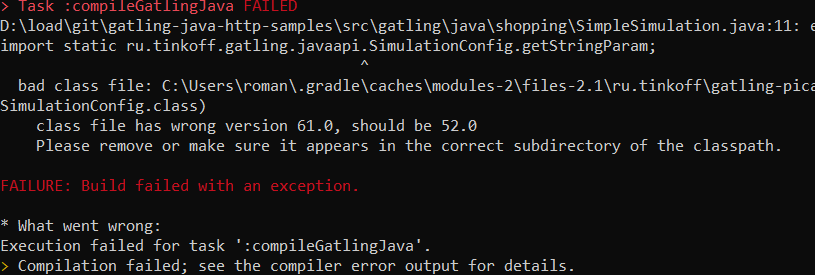 > Task :compileGatlingJava FAILED
D:\load\git\gatling-java-http-samples\src\gatling\java\shopping\SimpleSimulation.java:11: e
import static ru.tinkoff.gatling.javaapi.SimulationConfig.getStringParam;
^
bad class file: C:\Users\roman\.gradle\caches\modules-2\files-2.1\ru.tinkoff\gatling-pica
SimulationConfig.class)
class file has wrong version 61.0, should be 52.0
Please remove or make sure it appears in the correct subdirectory of the classpath.
FAILURE: Build failed with an exception.
* What went wrong:
Execution failed for task ':compileGatlingJava'.
> Compilation failed; see the compiler error output for details.